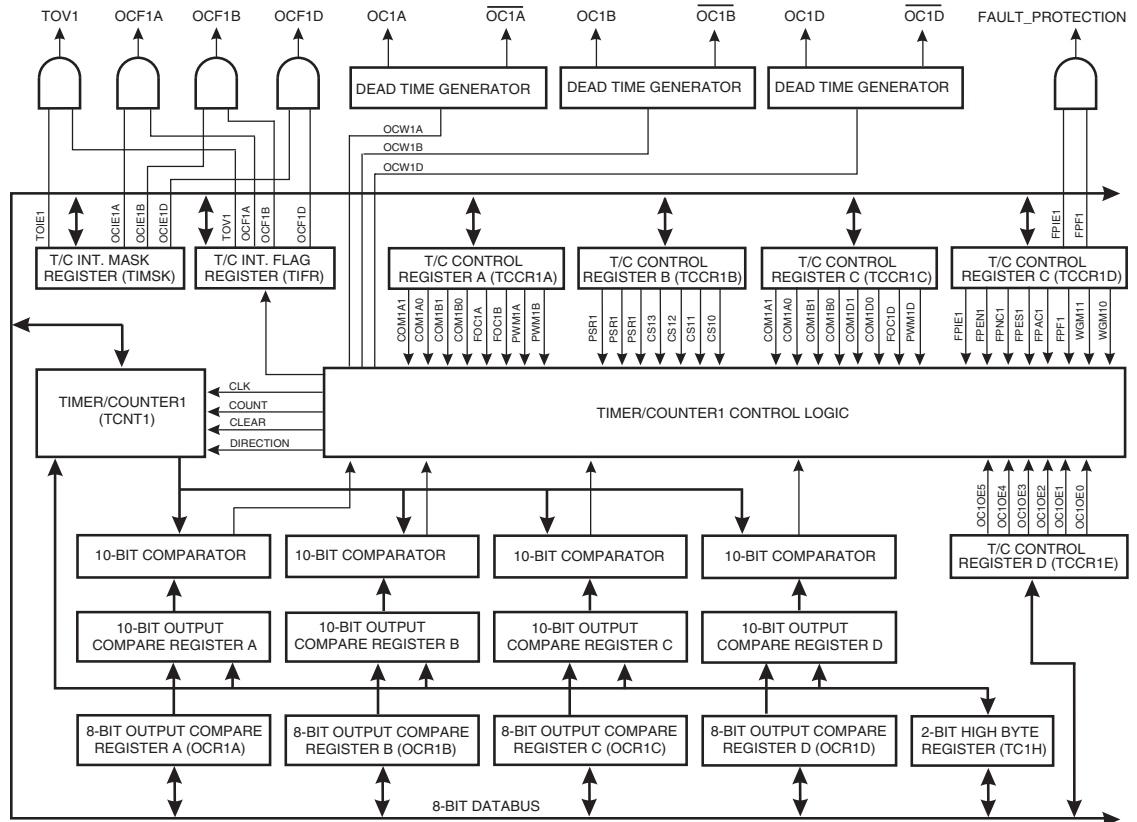 TOV1 OCF1A OCF1B OCF1D OC1A OC1A OC1B OC1B OC1D OC1D FAULT_PROTECTION
DEAD TIME GENERATOR DEAD TIME GENERATOR DEAD TIME GENERATOR
OCW1A
OCW1B
OCW1D
TOIE1 OCIE1A OCIE1B OCIE1D TOV1 OCF1A OCF1B OCF1D FPIE1 FPF1
T/C INT. MASK
REGISTER (TIMSK)
T/C INT. FLAG
REGISTER (TIFR)
T/C CONTROL
REGISTER A (TCCR1A)
T/C CONTROL
REGISTER B (TCCR1B)
T/C CONTROL
REGISTER C (TCCR1C)
T/C CONTROL
REGISTER C (TCCR1D)
COM1A1 COM1A0 COM1B1 COM1B0 FOC1A FOC1B PWM1A PWM1B
PSR1 PSR1 PSR1 CS13 CS12 CS11 CS10
COM1A1 COM1A0 COM1B1 COM1B0 COM1D1 COM1D0 FOC1D PWM1D
FPIE1 FPEN1 FPNC1 FPES1 FPAC1 FPF1 WGM11 WGM10
TIMER/COUNTER1
(TCNT1)
CLK
COUNT
CLEAR
DIRECTION
TIMER/COUNTER1 CONTROL LOGIC
OC1OE5 OC1OE4 OC1OE3 OC1OE2 OC1OE1 OC1OE0
10-BIT COMPARATOR 10-BIT COMPARATOR 10-BIT COMPARATOR 10-BIT COMPARATOR
T/C CONTROL
REGISTER D (TCCR1E)
10-BIT OUTPUT
COMPARE REGISTER A
10-BIT OUTPUT
COMPARE REGISTER B
10-BIT OUTPUT
COMPARE REGISTER C
10-BIT OUTPUT
COMPARE REGISTER D
8-BIT OUTPUT COMPARE
REGISTER A (OCR1A)
8-BIT OUTPUT COMPARE
REGISTER B (OCR1B)
8-BIT OUTPUT COMPARE
REGISTER C (OCR1C)
8-BIT OUTPUT COMPARE
REGISTER D (OCR1D)
2-BIT HIGH BYTE
REGISTER (TC1H)
8-BIT DATABUS